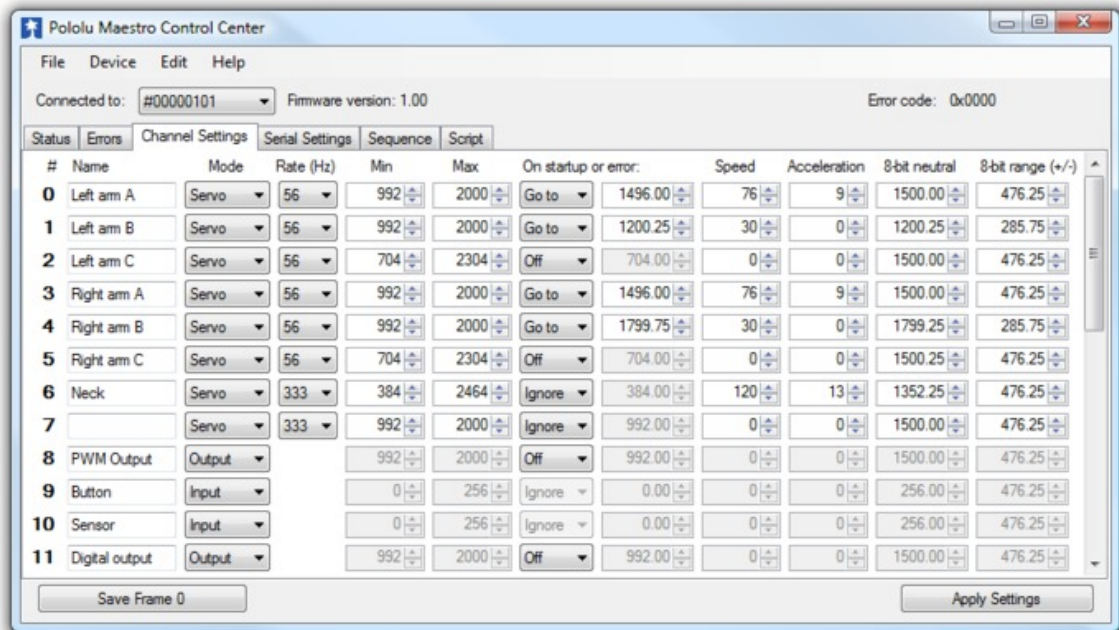 Pololu Maestro Control Center
File Device Edit Help
Connected to: #00000101 Firmware version: 1.00 Error code: 0x0000
Status Errors Channel Settings Serial Settings Sequence Script
# Name Mode Rate (Hz) Min Max On startup or error: Speed Acceleration 8-bit neutral 8-bit range (+/-)
0 Left arm A Servo 56 992 2000 Go to 1496.00 76 9 1500.00 476.25
1 Left arm B Servo 56 992 2000 Go to 1200.25 30 0 1200.25 285.75
2 Left arm C Servo 56 704 2304 Off 704.00 0 0 1500.00 476.25
3 Right arm A Servo 56 992 2000 Go to 1496.00 76 9 1500.00 476.25
4 Right arm B Servo 56 992 2000 Go to 1799.75 30 0 1799.25 285.75
5 Right arm C Servo 56 704 2304 Off 704.00 0 0 1500.25 476.25
6 Neck Servo 333 384 2464 Ignore 384.00 120 13 1352.25 476.25
7 Servo 333 992 2000 Ignore 992.00 0 0 1500.00 476.25
8 PWM Output Output 992 2000 Off 992.00 0 0 1500.00 476.25
9 Button Input 0 256 Ignore 0.00 0 0 256.00 476.25
10 Sensor Input 0 256 Ignore 0.00 0 0 256.00 476.25
11 Digital output Output 992 2000 Off 992.00 0 0 1500.00 476.25
Save Frame 0 Apply Settings